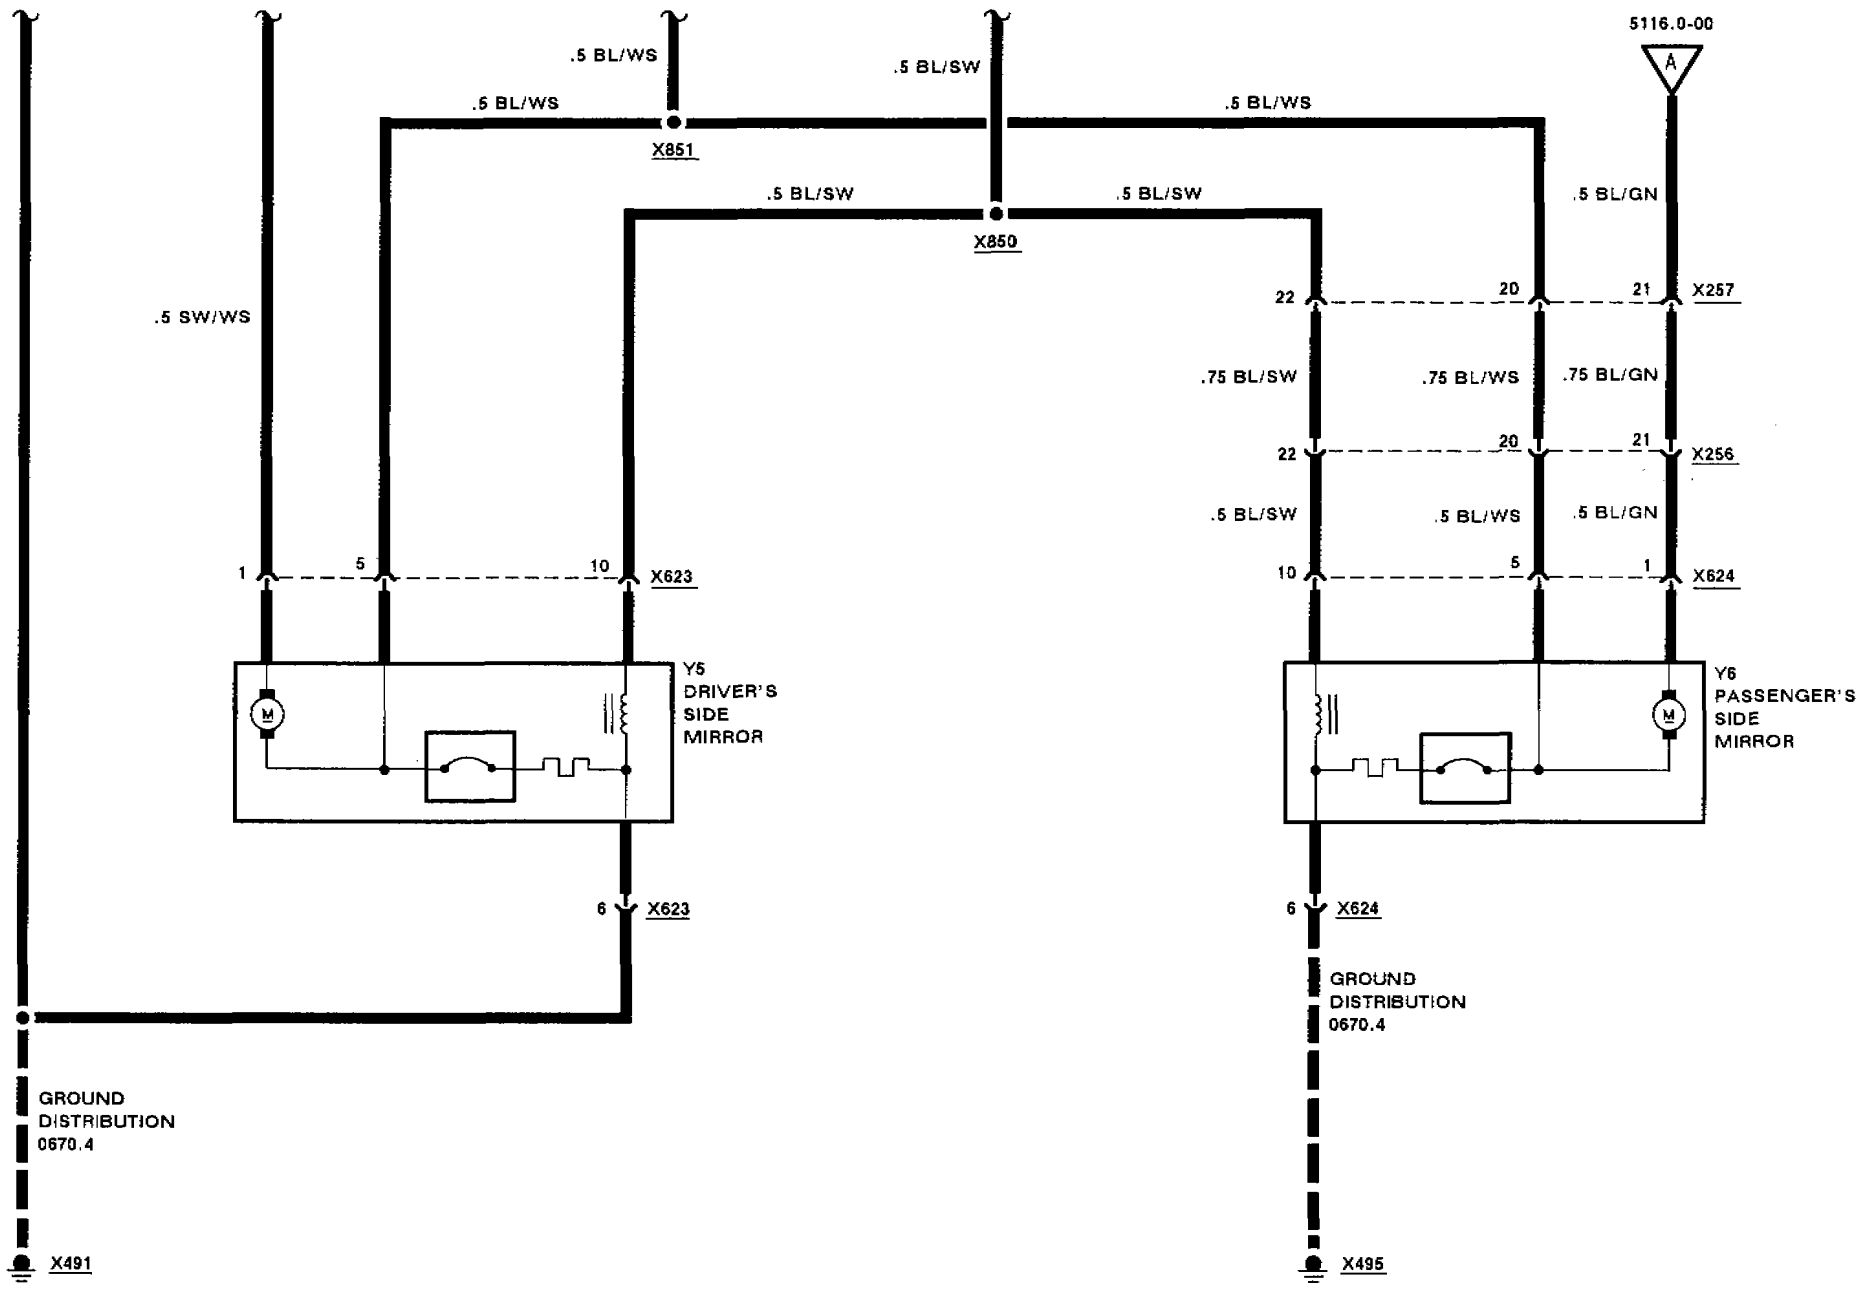 5116.0-00
A
.5 BL/WS
.5 BL/SW
.5 BL/WS
.5 BL/WS
X851
.5 BL/SW
.5 BL/SW
.5 BL/GN
X850
22
20
21
X257
.5 SW/WS
.75 BL/SW
.75 BL/WS
.75 BL/GN
22
20
21
X256
.5 BL/SW
.5 BL/WS
.5 BL/GN
1
5
10
X623
10
5
1
X624
M
Y5
DRIVER'S
SIDE
MIRROR
M
Y6
PASSENGER'S
SIDE
MIRROR
6
X623
6
X624
GROUND
DISTRIBUTION
0670.4
GROUND
DISTRIBUTION
0670.4
X491
X495